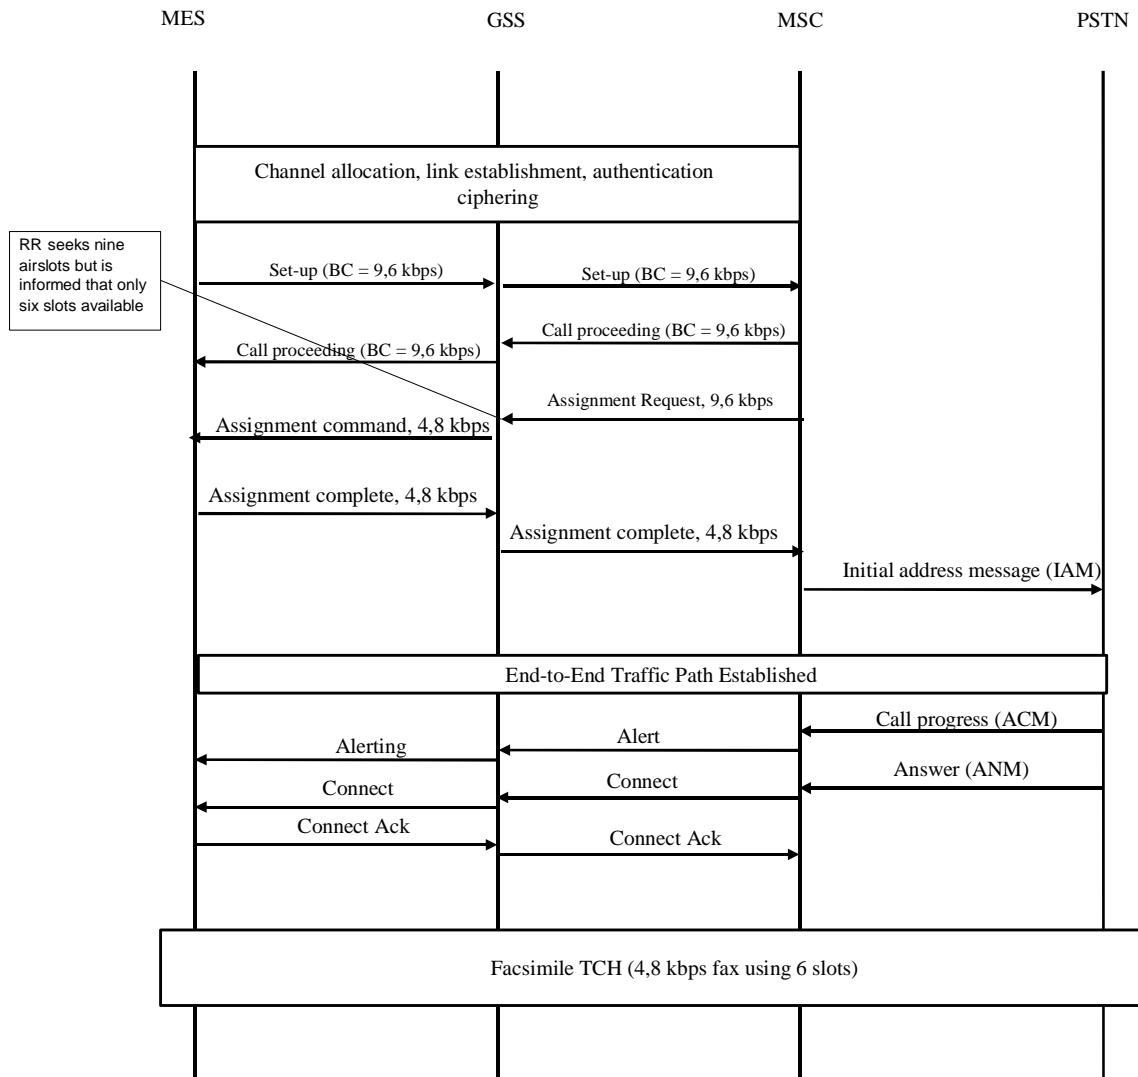 MES
GSS
MSC
PSTN
Channel allocation, link establishment, authentication
ciphering
RR seeks nine
airslots but is
informed that only
six slots available
Set-up (BC = 9,6 kbps)
Set-up (BC = 9,6 kbps)
Call proceeding (BC = 9,6 kbps)
Call proceeding (BC = 9,6 kbps)
Assignment Request, 9,6 kbps
Assignment command, 4,8 kbps
Assignment complete, 4,8 kbps
Assignment complete, 4,8 kbps
Initial address message (IAM)
End-to-End Traffic Path Established
Call progress (ACM)
Alert
Alerting
Answer (ANM)
Connect
Connect
Connect Ack
Connect Ack
Facsimile TCH (4,8 kbps fax using 6 slots)